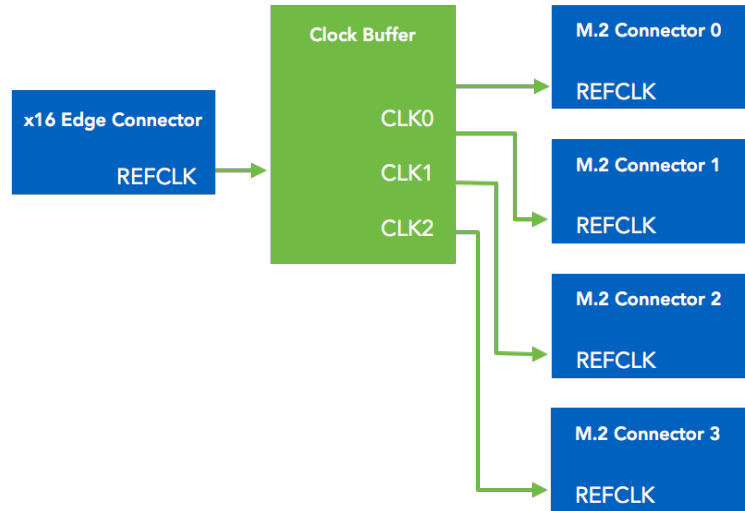 x16 Edge Connector
REFCLK
Clock Buffer
CLK0
CLK1
CLK2
M.2 Connector 0
REFCLK
M.2 Connector 1
REFCLK
M.2 Connector 2
REFCLK
M.2 Connector 3
REFCLK